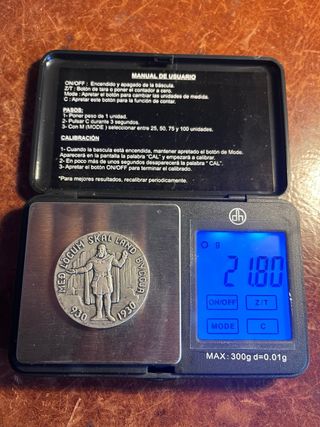 MANUAL DE USUARIO
ON/OFF : Encendido y apagado de la báscula.
Z/T : Botón de tara o poner el contador a cero.
Mode : Apretar el botón para cambiar las unidades de medida.
C : Apretar este botón para la función de contar.
PASOS:
1- Poner peso de 1 unidad.
2- Pulsar C durante 3 segundos.
3- Con M (MODE ) seleccionar entre 25, 50, 75 y 100 unidades.
CALIBRACIÓN
1- Cuando la bascula está encendida, mantener apretado el botón de Mode.
Aparecerá en la pantalla la palabra "CAL" y empezará a calibrar.
2- En poco más de unos segundos desaparecerá la palabra " CAL".
3- Apretar el botón ON/OFF para terminar el calibrado.
*Para mejores resultados, recalibrar periodicamente.
dh
MEÐ LÖGUM SKAL LAND BYGGJA
930 1930
g
21.80
ON/OFF Z/T
MODE C
MAX: 300g d=0.01g